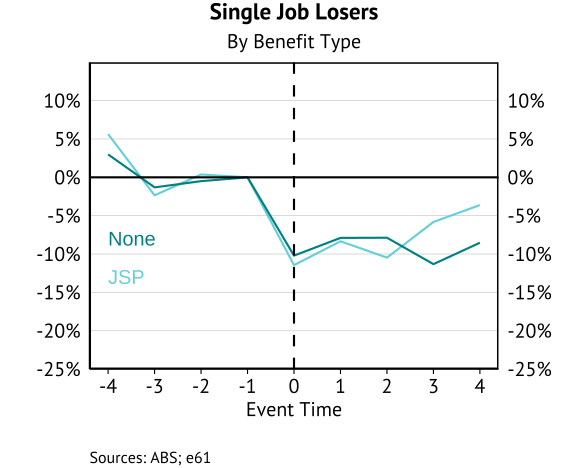 Single Job Losers
By Benefit Type
10% 10%
5% 5%
0% 0%
-5% -5%
None
-10% -10%
JSP
-15% -15%
-20% -20%
-25% -25%
-4 -3 -2 -1 0 1 2 3 4
Event Time
Sources: ABS; e61